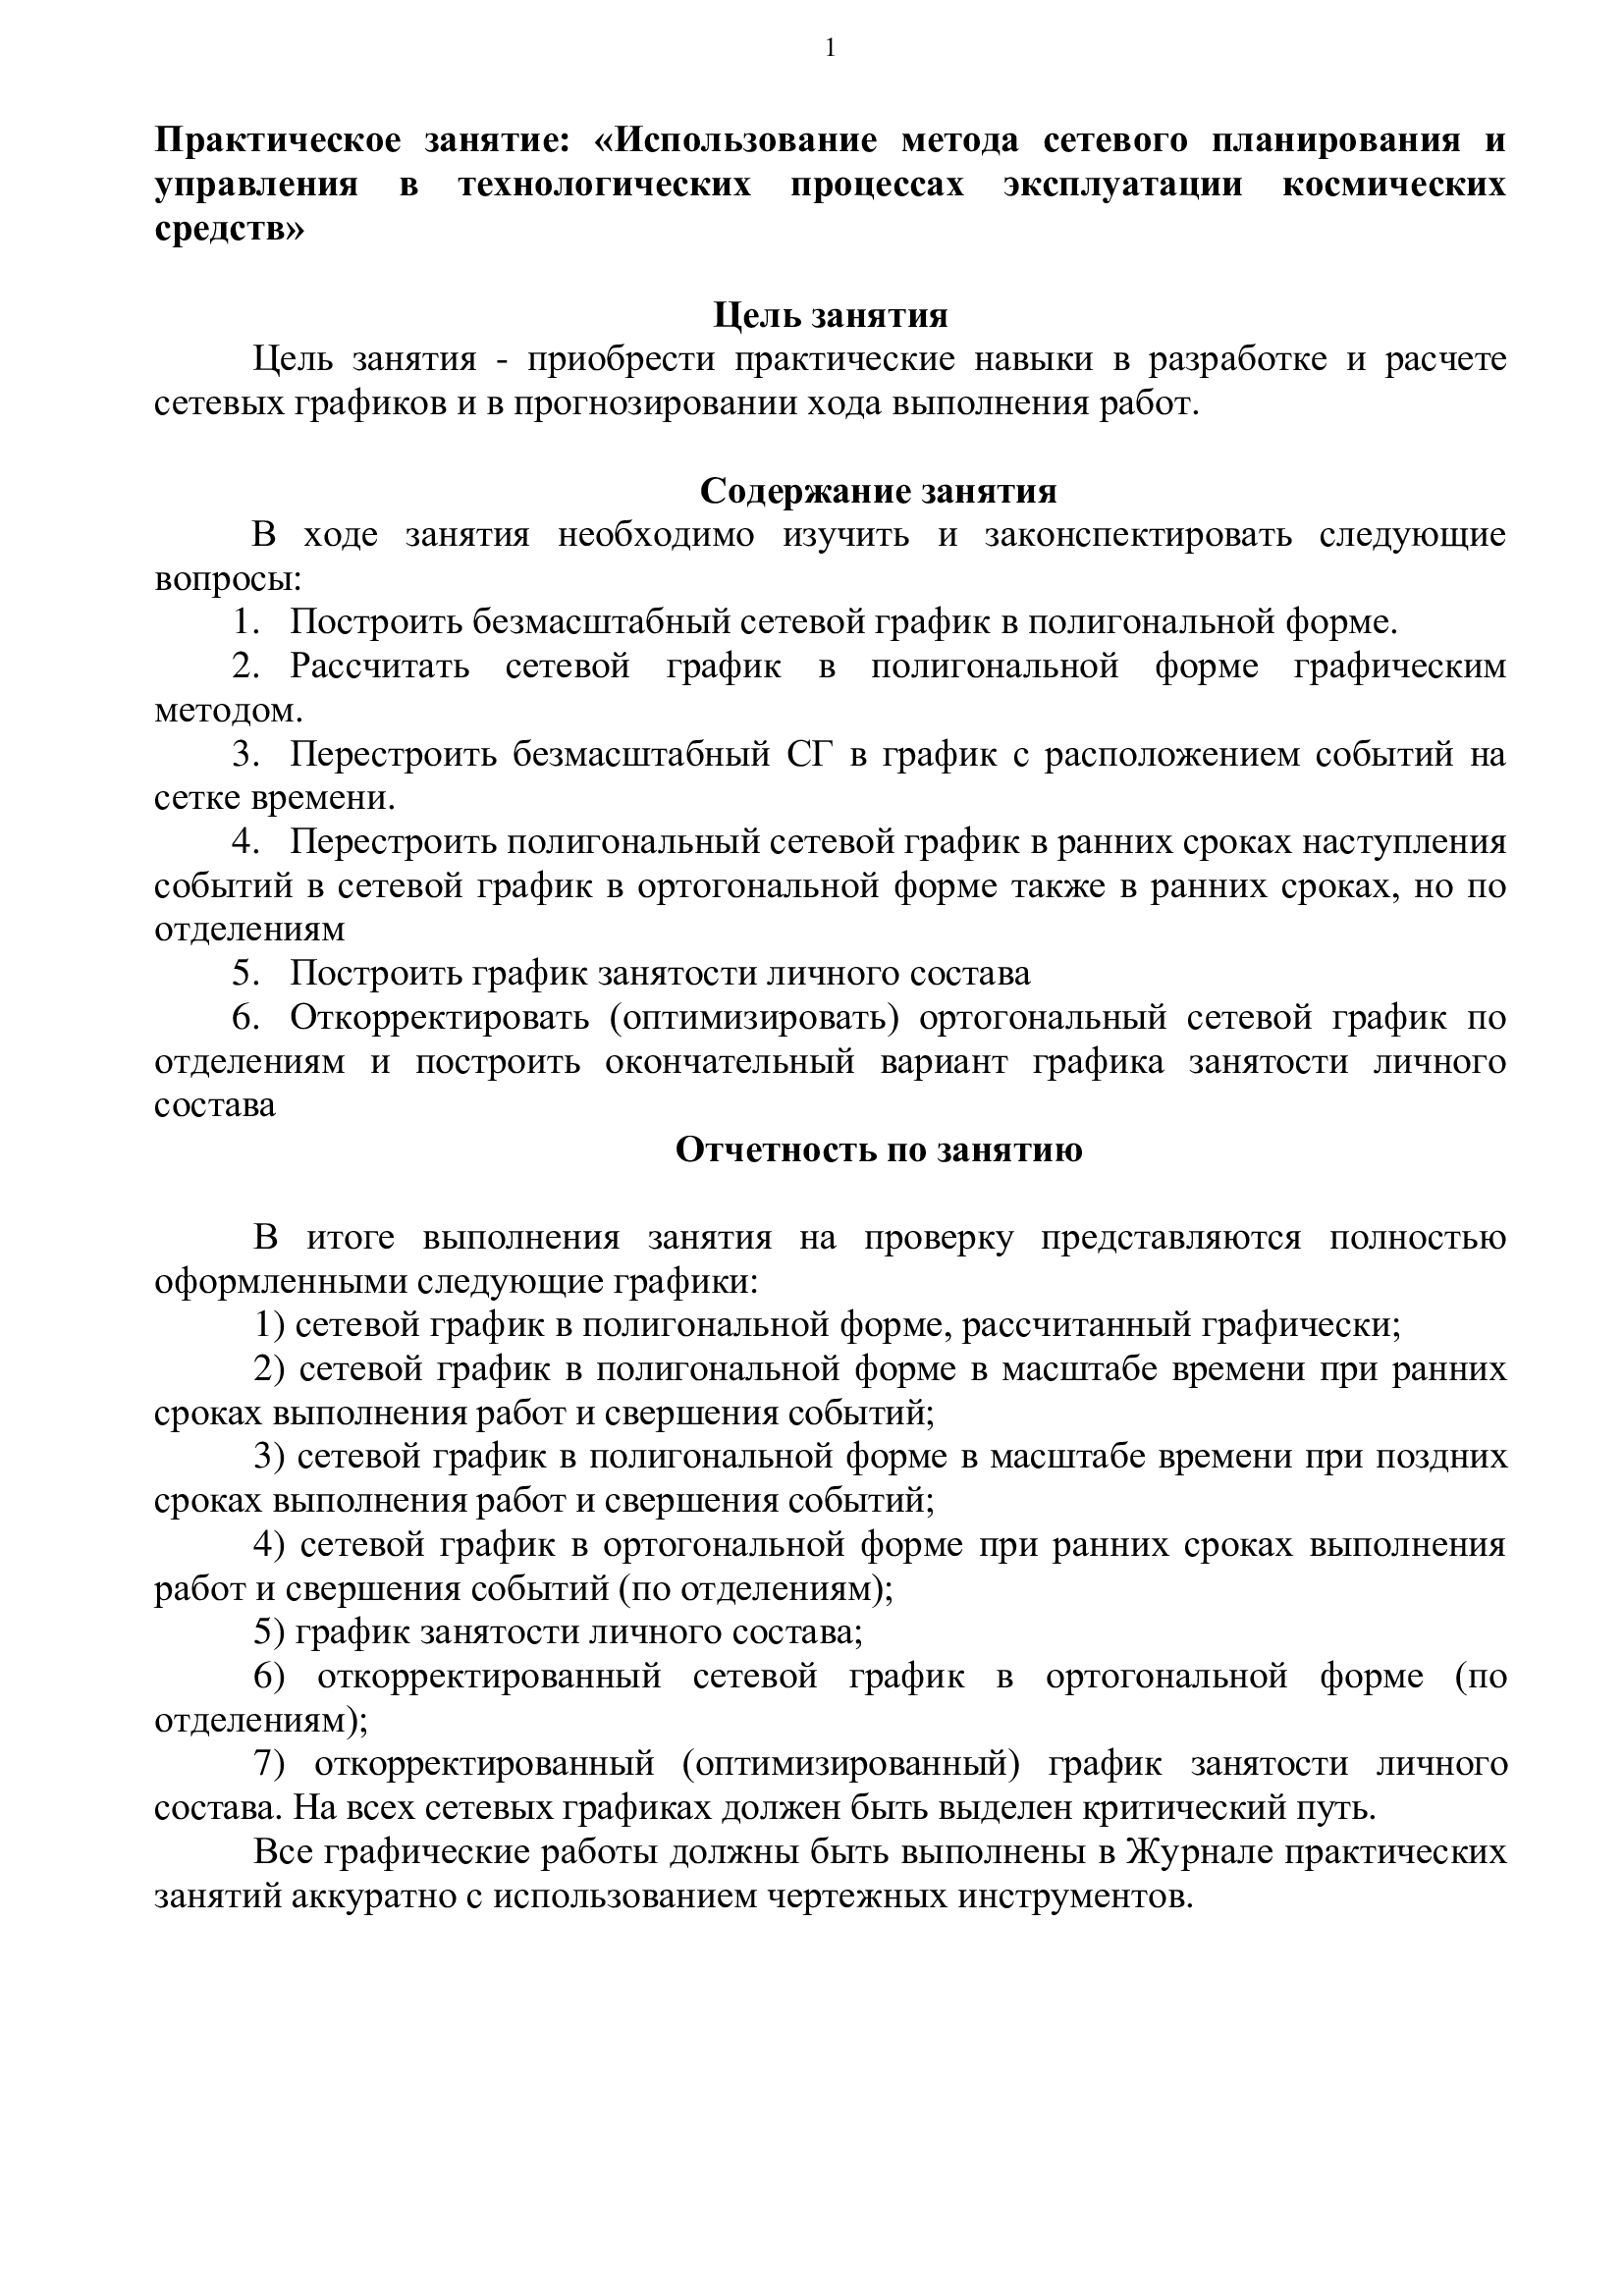 1
Практическое занятие: «Использование метода сетевого планирования и
управления в технологических процессах эксплуатации космических
средств»
Цель занятия
Цель занятия - приобрести практические навыки в разработке и расчете
сетевых графиков и в прогнозировании хода выполнения работ.
Содержание занятия
В ходе занятия необходимо изучить и законспектировать следующие
вопросы:
1. Построить безмасштабный сетевой график в полигональной форме.
2. Рассчитать сетевой график в полигональной форме графическим
методом.
3. Перестроить безмасштабный СГ в график с расположением событий на
сетке времени.
4. Перестроить полигональный сетевой график в ранних сроках наступления
событий в сетевой график в ортогональной форме также в ранних сроках, но по
отделениям
5. Построить график занятости личного состава
6. Откорректировать (оптимизировать) ортогональный сетевой график по
отделениям и построить окончательный вариант графика занятости личного
состава
Отчетность по занятию
В итоге выполнения занятия на проверку представляются полностью
оформленными следующие графики:
1) сетевой график в полигональной форме, рассчитанный графически;
2) сетевой график в полигональной форме в масштабе времени при ранних
сроках выполнения работ и свершения событий;
3) сетевой график в полигональной форме в масштабе времени при поздних
сроках выполнения работ и свершения событий;
4) сетевой график в ортогональной форме при ранних сроках выполнения
работ и свершения событий (по отделениям);
5) график занятости личного состава;
6) откорректированный сетевой график в ортогональной форме (по
отделениям);
7) откорректированный (оптимизированный) график занятости личного
состава. На всех сетевых графиках должен быть выделен критический путь.
Все графические работы должны быть выполнены в Журнале практических
занятий аккуратно с использованием чертежных инструментов.